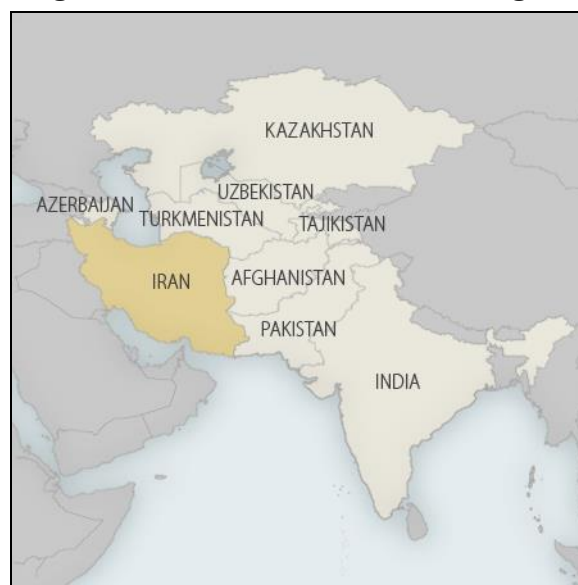 KAZAKHSTAN
UZBEKISTAN
AZERBAIJAN
TURKMENISTAN
TAJIKISTAN
IRAN
AFGHANISTAN
PAKISTAN
INDIA